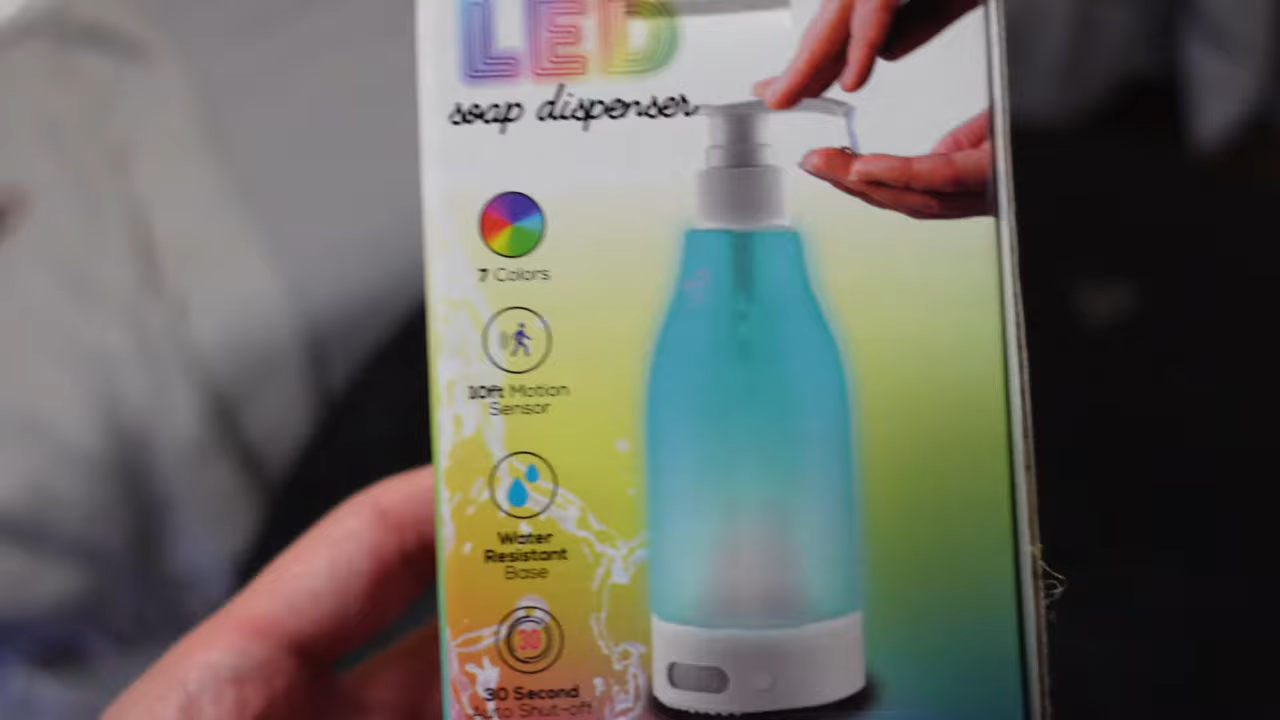 LED
soap dispenser
7 Colors
10ft Motion
Sensor
Water
Resistant
Base
30
30 Second
Auto Shut-off